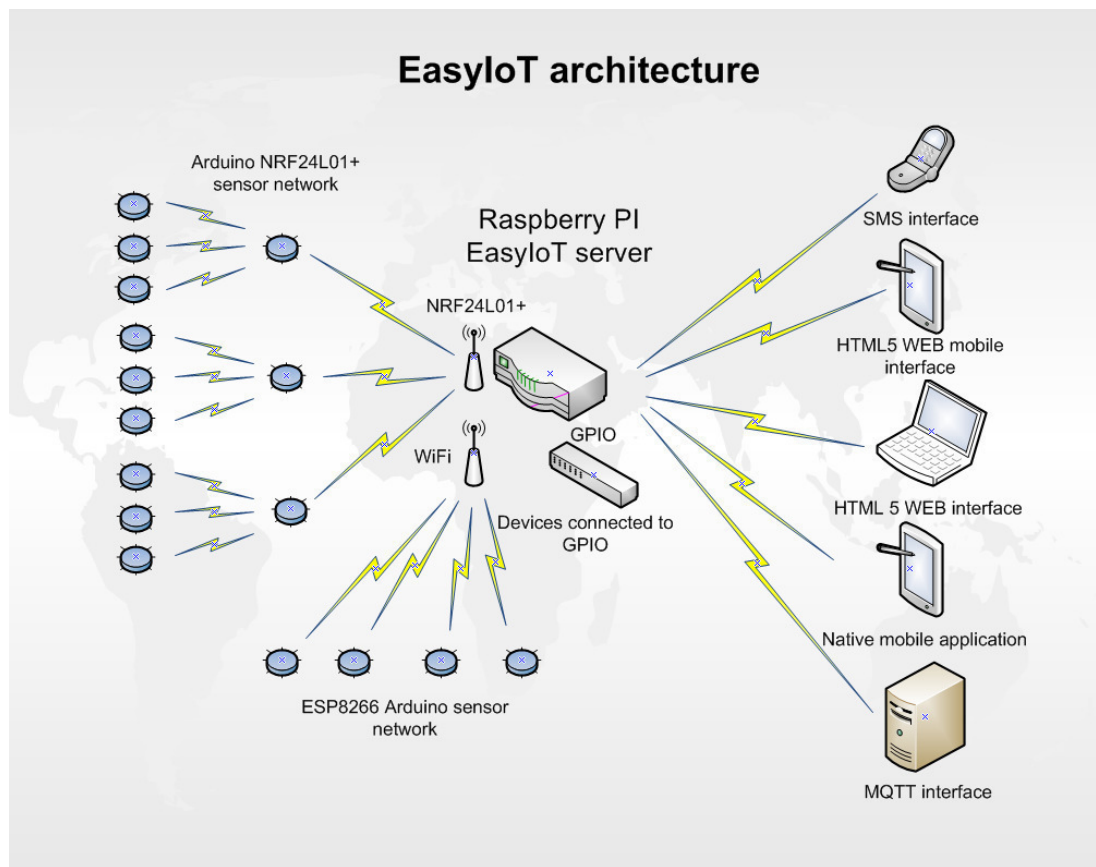 EasyIoT architecture
Arduino NRF24L01+
sensor network
Raspberry PI
EasyIoT server
NRF24L01+
WiFi
GPIO
Devices connected to
GPIO
ESP8266 Arduino sensor
network
SMS interface
HTML5 WEB mobile
interface
HTML 5 WEB interface
Native mobile application
MQTT interface